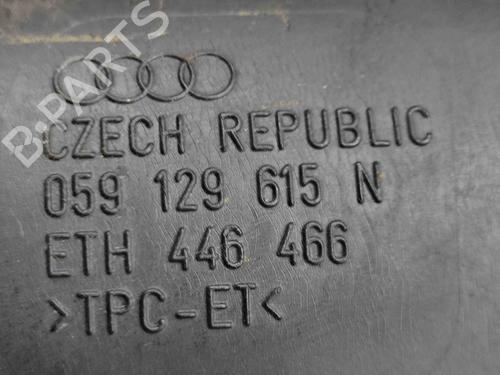 B-PARTS
CZECH REPUBLIC
059 129 615 N
ETH 446 466
>TPC-ET<